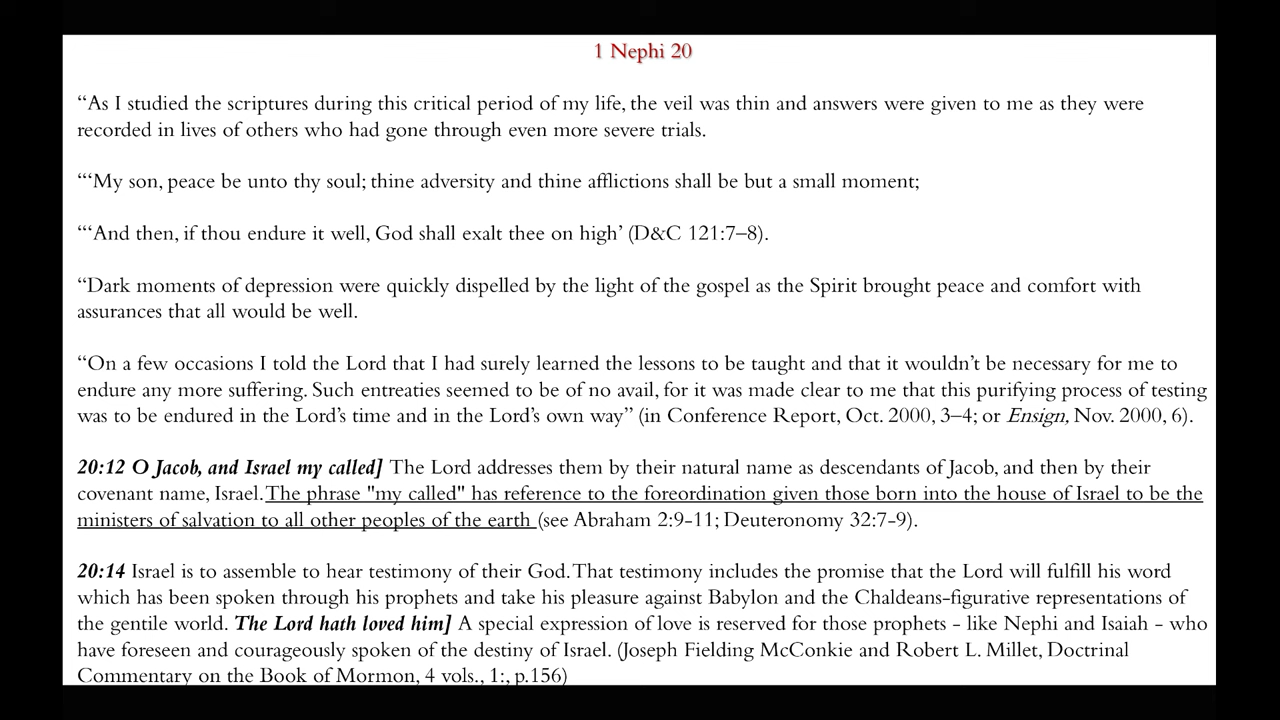 1 Nephi 20
“As I studied the scriptures during this critical period of my life, the veil was thin and answers were given to me as they were
recorded in lives of others who had gone through even more severe trials.
“‘My son, peace be unto thy soul; thine adversity and thine afflictions shall be but a small moment;
“‘And then, if thou endure it well, God shall exalt thee on high’ (D&C 121:7–8).
“Dark moments of depression were quickly dispelled by the light of the gospel as the Spirit brought peace and comfort with
assurances that all would be well.
“On a few occasions I told the Lord that I had surely learned the lessons to be taught and that it wouldn’t be necessary for me to
endure any more suffering. Such entreaties seemed to be of no avail, for it was made clear to me that this purifying process of testing
was to be endured in the Lord’s time and in the Lord’s own way” (in Conference Report, Oct. 2000, 3–4; or Ensign, Nov. 2000, 6).
20:12 O Jacob, and Israel my called] The Lord addresses them by their natural name as descendants of Jacob, and then by their
covenant name, Israel. The phrase "my called" has reference to the foreordination given those born into the house of Israel to be the
ministers of salvation to all other peoples of the earth (see Abraham 2:9-11; Deuteronomy 32:7-9).
20:14 Israel is to assemble to hear testimony of their God. That testimony includes the promise that the Lord will fulfill his word
which has been spoken through his prophets and take his pleasure against Babylon and the Chaldeans-figurative representations of
the gentile world. The Lord hath loved him] A special expression of love is reserved for those prophets - like Nephi and Isaiah - who
have foreseen and courageously spoken of the destiny of Israel. (Joseph Fielding McConkie and Robert L. Millet, Doctrinal
Commentary on the Book of Mormon, 4 vols., 1:, p.156)